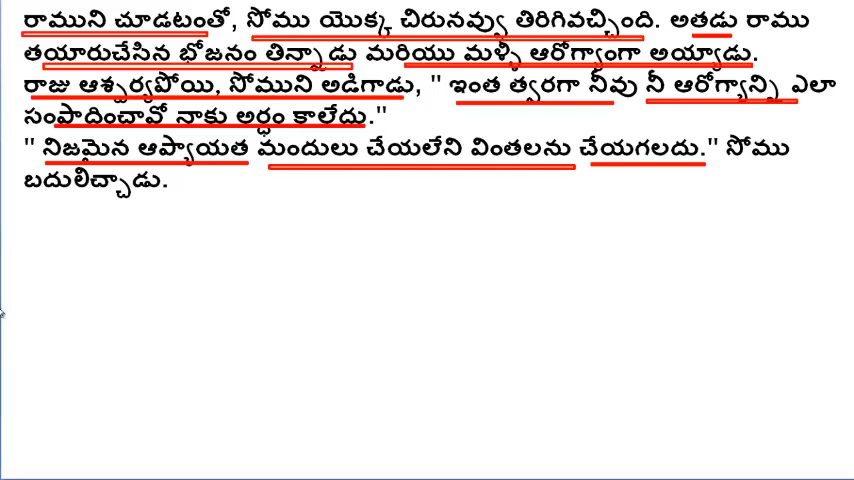 రాముని చూడటంతో, సోము యొక్క చిరునవ్వు తిరిగివచ్చింది. అతడు రాము
తయారుచేసిన భోజనం తిన్నాడు మరియు మళ్ళీ ఆరోగ్యంగా అయ్యాడు.
రాజు ఆశ్చర్యపోయి, సోముని అడిగాడు, " ఇంత త్వరగా నీవు నీ ఆరోగ్యాన్ని ఎలా
సంపాదించావో నాకు అర్ధం కాలేదు."
" నిజమైన ఆప్యాయత మందులు చేయలేని వింతలను చేయగలదు." సోము
బదులిచ్చాడు.